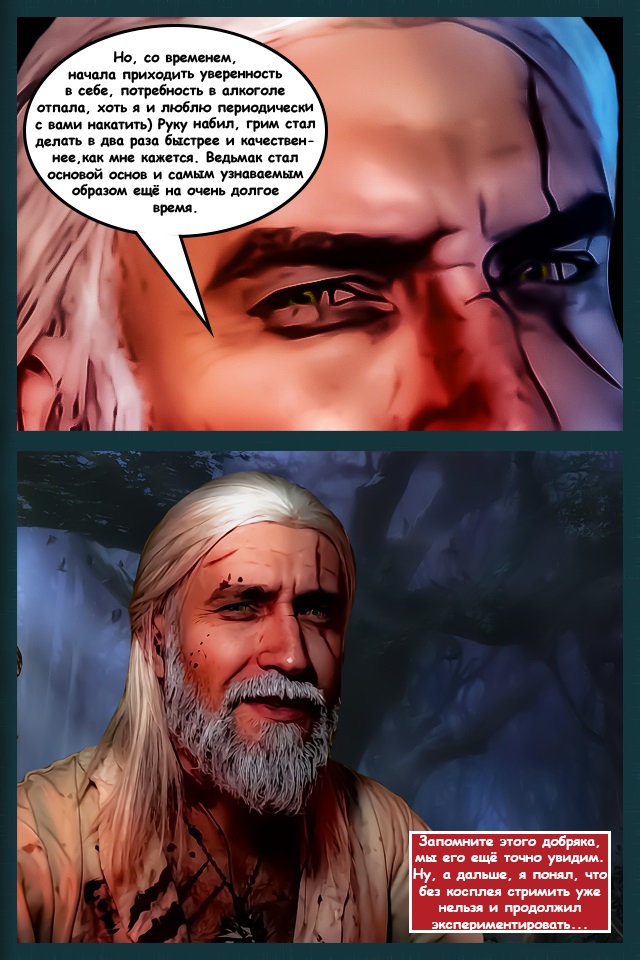 Но, со временем,
начала приходить уверенность
в себе, потребность в алкоголе
отпала, хоть я и люблю периодически
с вами накатить) Руку набил, грим стал
делать в два раза быстрее и качествен-
нее,как мне кажется. Ведьмак стал
основой основ и самым узнаваемым
образом ещё на очень долгое
время.
Запомните этого добряка,
мы его ещё точно увидим.
Ну, а дальше, я понял, что
без косплея стримить уже
нельзя и продолжил
экспериментировать...